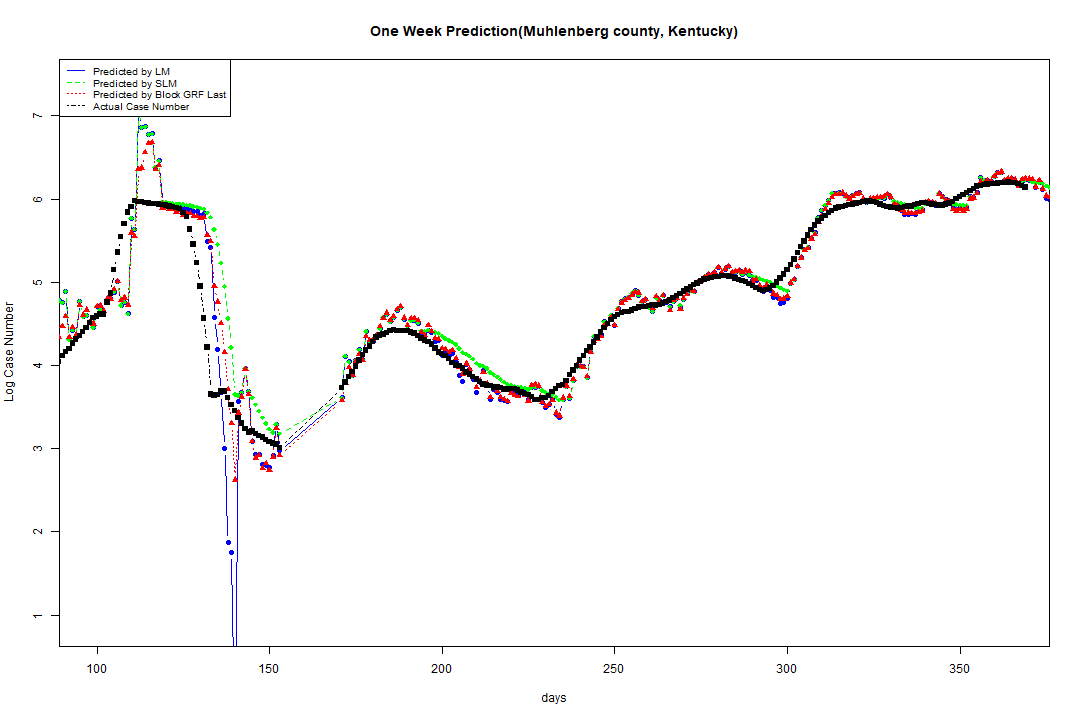 One Week Prediction(Muhlenberg county, Kentucky)
Predicted by LM
Predicted by SLM
Predicted by Block GRF Last
Actual Case Number
7
6
5
4
3
2
1
Log Case Number
100 150 200 250 300 350
days